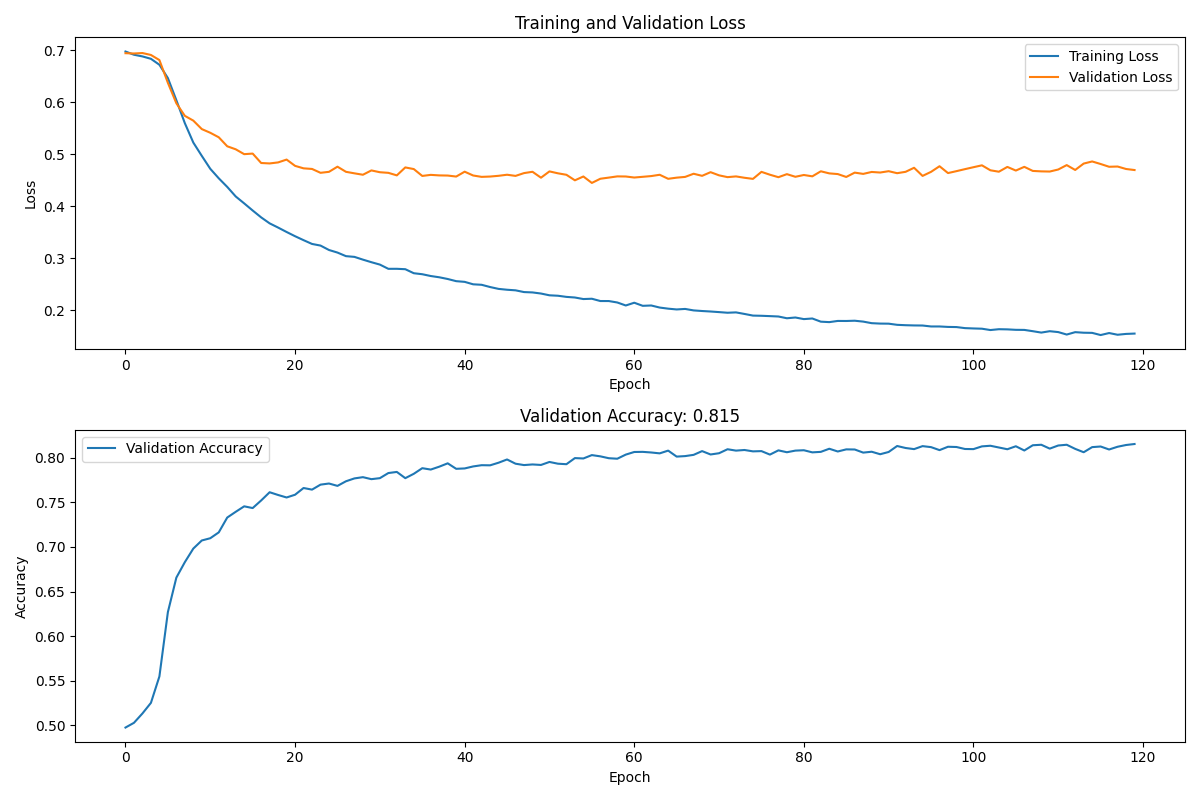 Training and Validation Loss
Training Loss
Validation Loss
Loss
0.7
0.6
0.5
0.4
0.3
0.2
0 20 40 60 80 100 120
Epoch
Validation Accuracy: 0.815
Validation Accuracy
Accuracy
0.80
0.75
0.70
0.65
0.60
0.55
0.50
0 20 40 60 80 100 120
Epoch